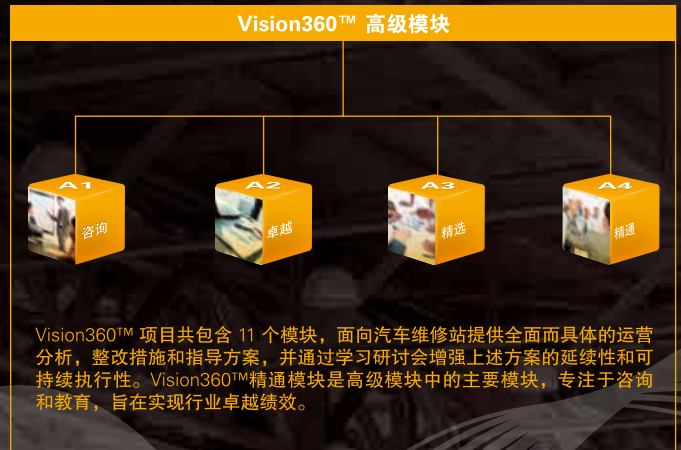 Vision360™ 高级模块
A1
A2
A3
A4
咨询
卓越
精选
精通
Vision360™ 项目共包含 11 个模块，面向汽车维修站提供全面而具体的运营
分析，整改措施和指导方案，并通过学习研讨会增强上述方案的延续性和可
持续执行性。Vision360™精通模块是高级模块中的主要模块，专注于咨询
和教育，旨在实现行业卓越绩效。